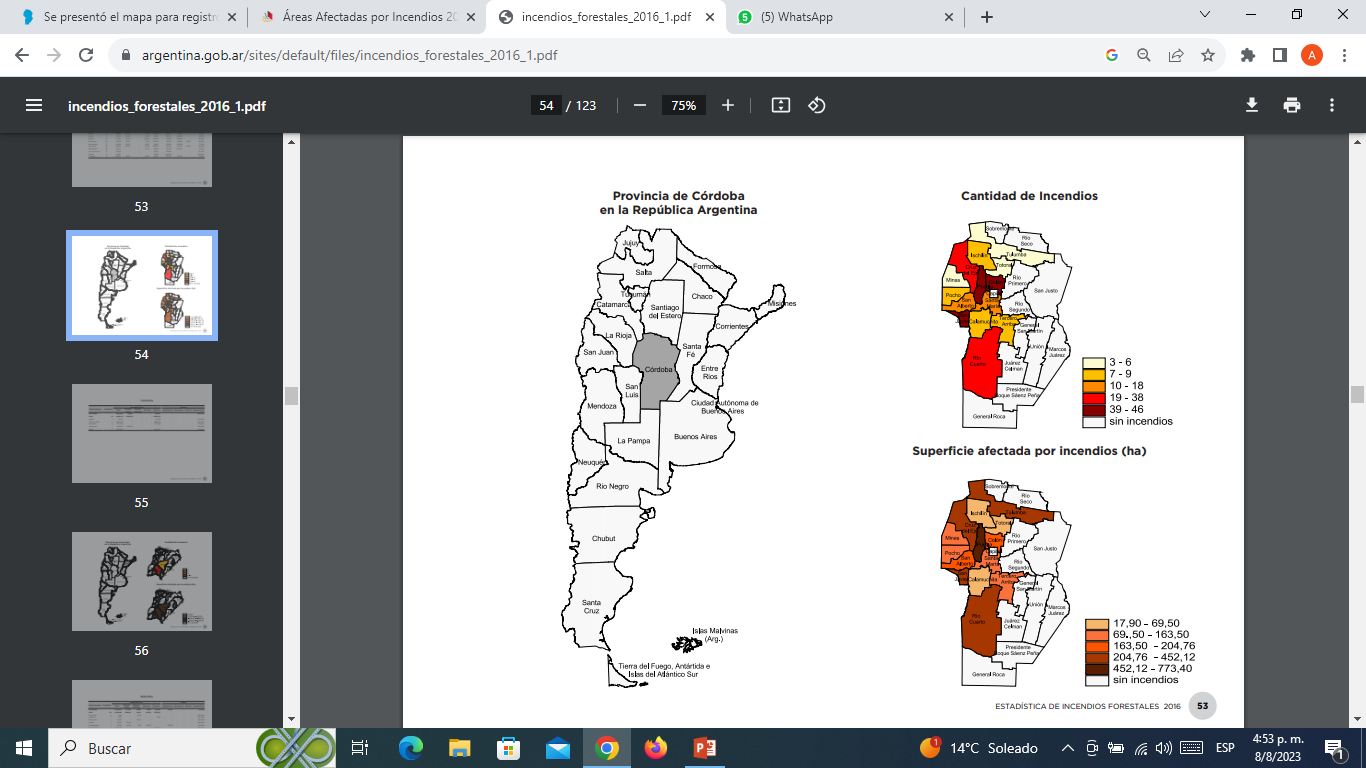 Se presentó el mapa para registr
Áreas Afectadas por Incendios 20
incendios_forestales_2016_1.pdf
(5) WhatsApp
argentina.gob.ar/sites/default/files/incendios_forestales_2016_1.pdf
A
incendios_forestales_2016_1.pdf
54 / 123
75%
53
54
55
56
Provincia de Córdoba
en la República Argentina
Jujuy
Salta
Formosa
Tucumán
Chaco
Misiones
Catamarca
Santiago
del Estero
Corrientes
La Rioja
Santa
Fé
San Juan
Córdoba
Entre
Ríos
San
Luis
Mendoza
Ciudad Autónoma de
Buenos Aires
La Pampa
Buenos Aires
Neuquén
Río Negro
Chubut
Santa
Cruz
Islas Malvinas
(Arg.)
Tierra del Fuego, Antártida e
Islas del Atlántico Sur
Cantidad de Incendios
Sobremonte
Río
Seco
Ischilín
Tulumba
Totoral
Minas
Río
Primero
San Justo
Pocho
San
Alberto
Río
Segundo
Calamuchita
Tercero
Arriba
General
San Martín
Unión
Marcos
Juárez
Río
Cuarto
Juárez
Celman
Presidente
Roque Sáenz Peña
General Roca
3 - 6
7 - 9
10 - 18
19 - 38
39 - 46
sin incendios
Superficie afectada por incendios (ha)
Sobremonte
Río
Seco
Ischilín
Tulumba
Totoral
Minas
Colón
Río
Primero
San Justo
Pocho
San
Alberto
Río
Segundo
Calamuchita
Tercero
Arriba
General
San Martín
Unión
Marcos
Juárez
Río
Cuarto
Juárez
Celman
Presidente
Roque Sáenz Peña
General Roca
17,90 - 69,50
69,50 - 163,50
163,50 - 204,76
204,76 - 452,12
452,12 - 773,40
sin incendios
ESTADÍSTICA DE INCENDIOS FORESTALES 2016 53
Buscar
1
14°C Soleado
ESP
4:53 p. m.
8/8/2023
1